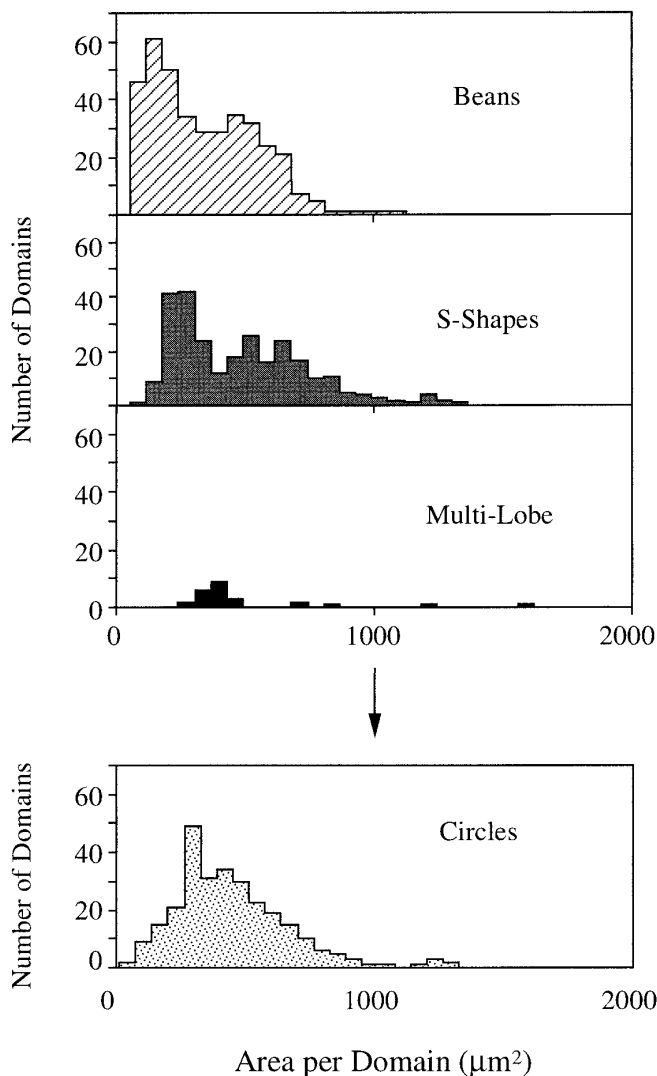 60
40
20
Beans
60
40
20
S-Shapes
60
40
20
0
Multi-Lobe
0 1000 2000
Number of Domains
60
40
20
0
Circles
0 1000 2000
Number of Domains
Area per Domain (μm²)